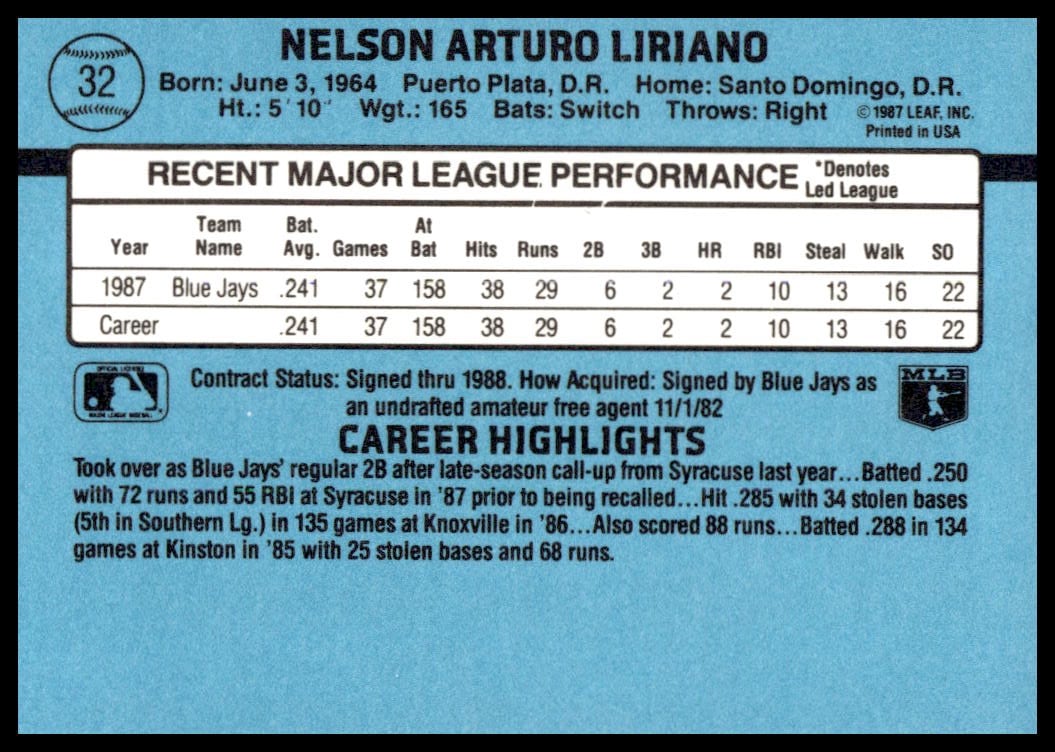 NELSON ARTURO LIRIANO
32
Born: June 3, 1964 Puerto Plata, D.R. Home: Santo Domingo, D.R.
Ht.: 5' 10" Wgt.: 165 Bats: Switch Throws: Right ©1987 LEAF, INC.
Printed in USA
RECENT MAJOR LEAGUE PERFORMANCE *Denotes
Led League
Team Bat. At
Year Name Avg. Games Bat Hits Runs 2B 3B HR RBI Steal Walk SO
1987 Blue Jays .241 37 158 38 29 6 2 2 10 13 16 22
Career .241 37 158 38 29 6 2 2 10 13 16 22
OFFICIAL LICENSEE
MAJOR LEAGUE BASEBALL
MLB
Contract Status: Signed thru 1988. How Acquired: Signed by Blue Jays as
an undrafted amateur free agent 11/1/82
CAREER HIGHLIGHTS
Took over as Blue Jays' regular 2B after late-season call-up from Syracuse last year...Batted .250
with 72 runs and 55 RBI at Syracuse in '87 prior to being recalled...Hit .285 with 34 stolen bases
(5th in Southern Lg.) in 135 games at Knoxville in '86...Also scored 88 runs...Batted .288 in 134
games at Kinston in '85 with 25 stolen bases and 68 runs.